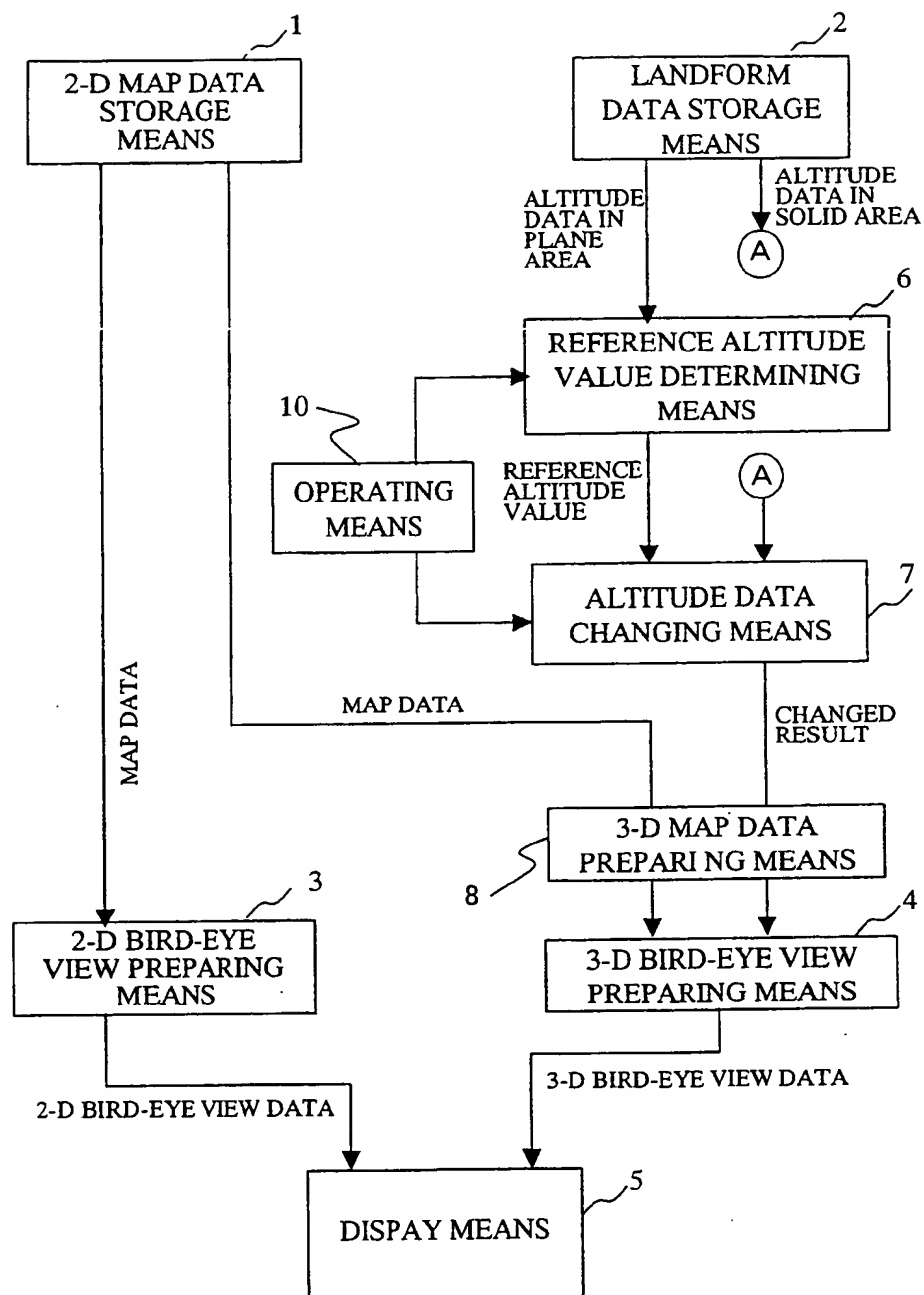 1
2-D MAP DATA
STORAGE
MEANS
2
LANDFORM
DATA STORAGE
MEANS
ALTITUDE
DATA IN
PLANE
AREA
ALTITUDE
DATA IN
SOLID AREA
A
6
REFERENCE ALTITUDE
VALUE DETERMINING
MEANS
10
OPERATING
MEANS
REFERENCE
ALTITUDE
VALUE
A
7
ALTITUDE DATA
CHANGING MEANS
MAP DATA
MAP DATA
CHANGED
RESULT
3-D MAP DATA
PREPARI NG MEANS
8
3
2-D BIRD-EYE
VIEW PREPARING
MEANS
4
3-D BIRD-EYE VIEW
PREPARING MEANS
2-D BIRD-EYE VIEW DATA
3-D BIRD-EYE VIEW DATA
5
DISPAY MEANS